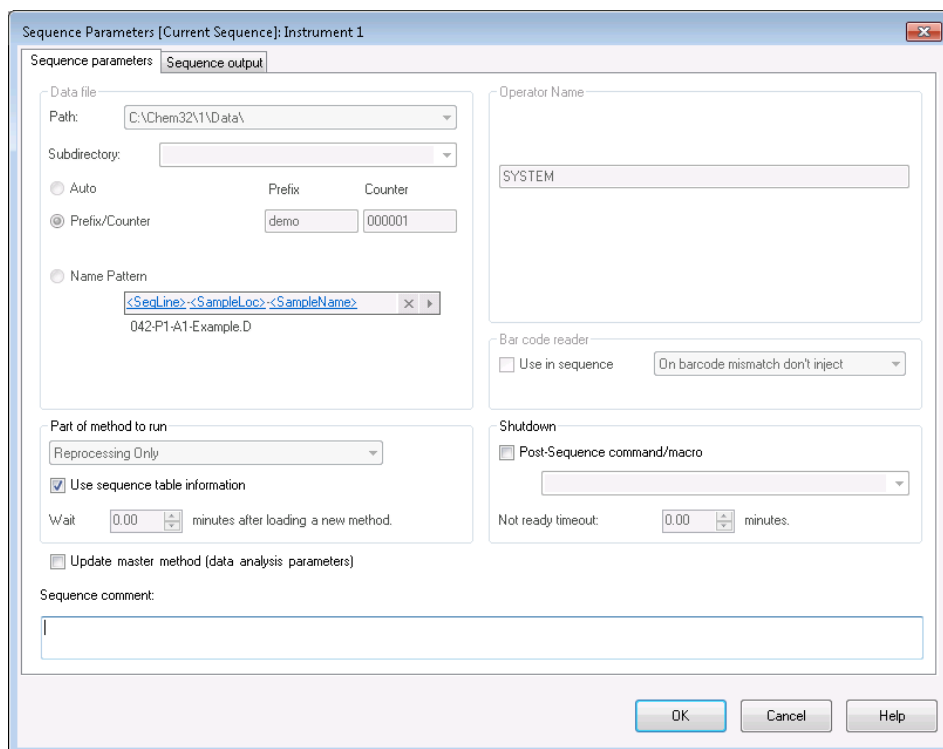 Sequence Parameters [Current Sequence]: Instrument 1
Sequence parameters
Sequence output
Data file
Path:
C:\Chem32\1\Data\
Subdirectory:
Auto
Prefix
Counter
Prefix/Counter
demo
000001
Name Pattern
<SeqLine>-<SampleLoc>-<SampleName>
042-P1-A1-Example.D
Operator Name
SYSTEM
Bar code reader
Use in sequence
On barcode mismatch don't inject
Part of method to run
Reprocessing Only
Use sequence table information
Wait
0.00
minutes after loading a new method.
Shutdown
Post-Sequence command/macro
Not ready timeout:
0.00
minutes.
Update master method (data analysis parameters)
Sequence comment:
OK
Cancel
Help